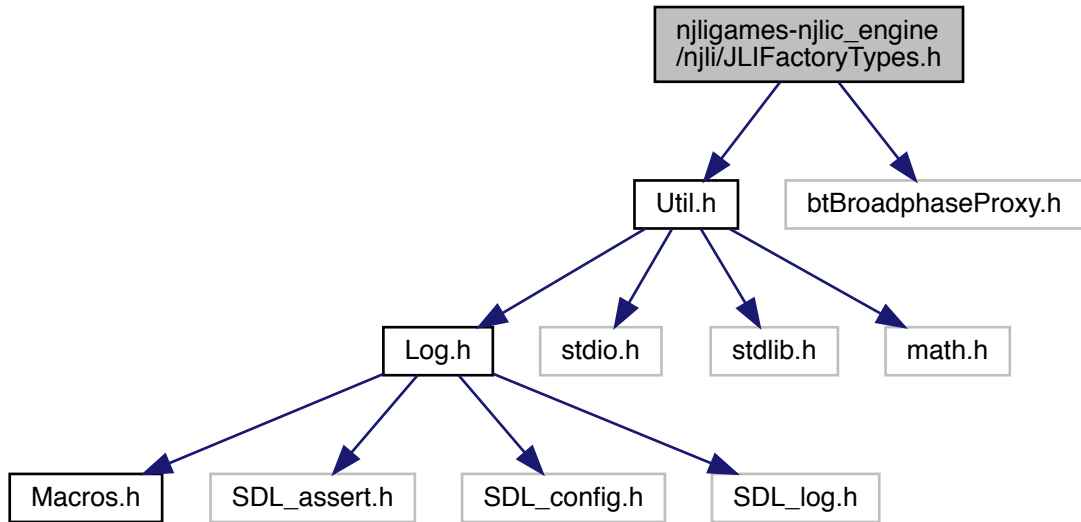 njligames-njlic_engine
/njli/JLIFactoryTypes.h
Util.h
btBroadphaseProxy.h
Log.h
stdio.h
stdlib.h
math.h
Macros.h
SDL_assert.h
SDL_config.h
SDL_log.h